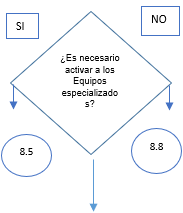 SI
NO
¿Es necesario
activar a los
Equipos
especializado
s?
8.5
8.8